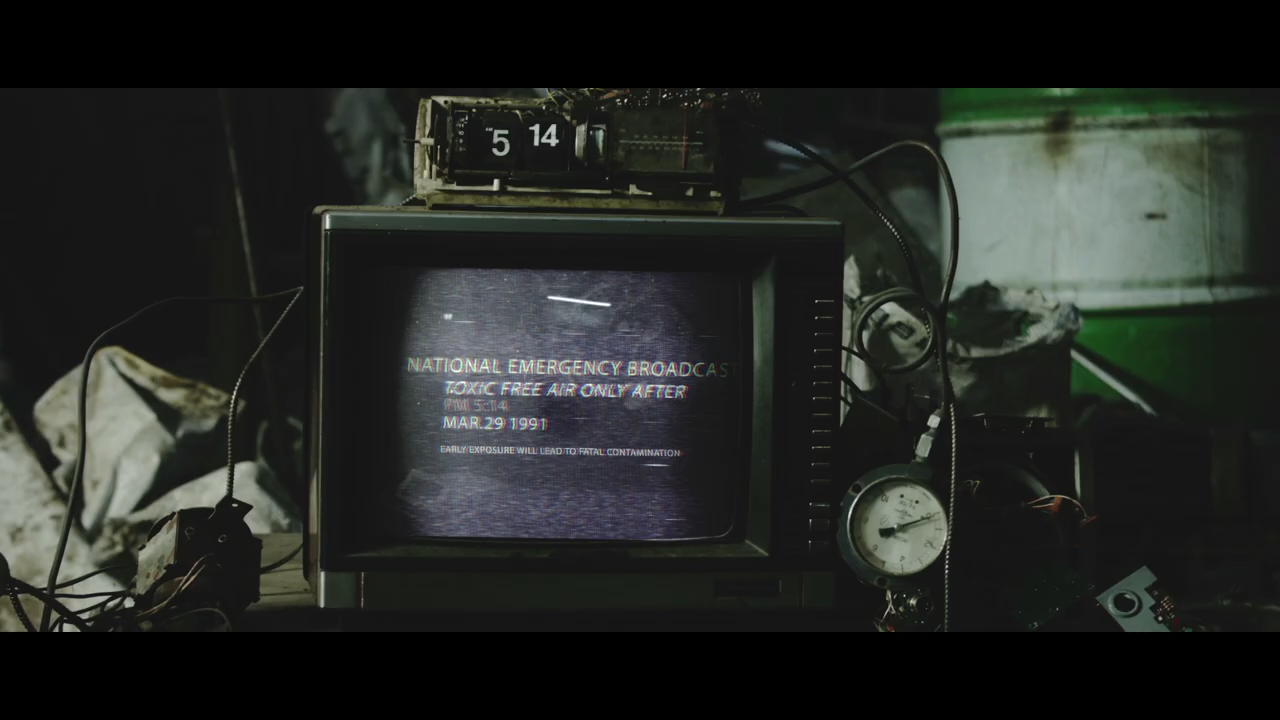 5 14
NATIONAL EMERGENCY BROADCAST
TOXIC FREE AIR ONLY AFTER
PM 5:14
MAR.29 1991
EARLY EXPOSURE WILL LEAD TO FATAL CONTAMINATION